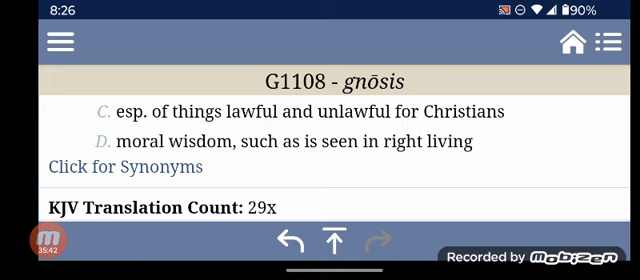 8:26
90%
G1108 - gnōsis
C. esp. of things lawful and unlawful for Christians
D. moral wisdom, such as is seen in right living
Click for Synonyms
KJV Translation Count: 29x
35:42
Recorded by Mobizen